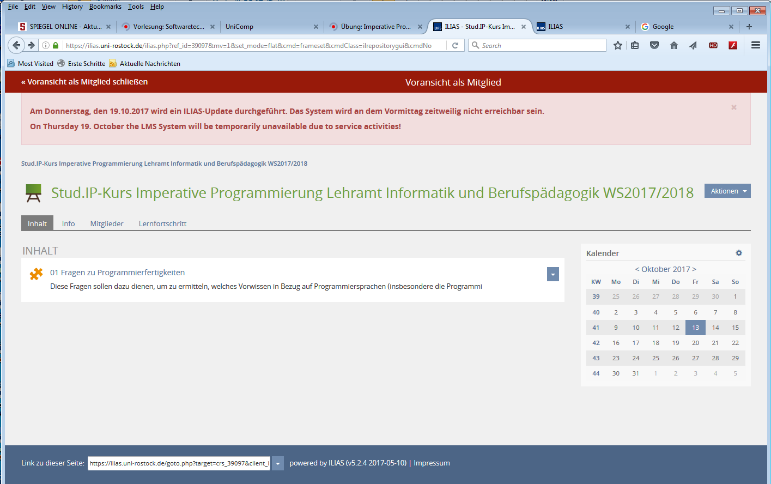 File Edit View History Bookmarks Tools Help
SPIEGEL ONLINE - Aktu...
Vorlesung: Softwaretec...
UniComp
Übung: Imperative Pro...
ILIAS - Stud.IP-Kurs Im...
ILIAS
Google
https://ilias.uni-rostock.de/ilias.php?ref_id=39097&mv=1&set_mode=flat&cmd=frameset&cmdClass=ilrepositorygui&cmdNo
Search
Most Visited Erste Schritte Aktuelle Nachrichten
« Voransicht als Mitglied schließen
Voransicht als Mitglied
Am Donnerstag, den 19.10.2017 wird ein ILIAS-Update durchgeführt. Das System wird an dem Vormittag zeitweilig nicht erreichbar sein.
On Thursday 19. October the LMS System will be temporarily unavailable due to service activities!
Stud.IP-Kurs Imperative Programmierung Lehramt Informatik und Berufspädagogik WS2017/2018
Stud.IP-Kurs Imperative Programmierung Lehramt Informatik und Berufspädagogik WS2017/2018
Aktionen
Inhalt Info Mitglieder Lernfortschritt
INHALT
01 Fragen zu Programmierfertigkeiten
Diese Fragen sollen dazu dienen, um zu ermitteln, welches Vorwissen in Bezug auf Programmiersprachen (insbesondere die Programmi
Kalender
< Oktober 2017 >
KW Mo Di Mi Do Fr Sa So
39 25 26 27 28 29 30 1
40 2 3 4 5 6 7 8
41 9 10 11 12 13 14 15
42 16 17 18 19 20 21 22
43 23 24 25 26 27 28 29
44 30 31 1 2 3 4 5
Link zu dieser Seite: https://ilias.uni-rostock.de/goto.php?target=crs_39097&client_i
powered by ILIAS (v5.2.4 2017-05-10) | Impressum